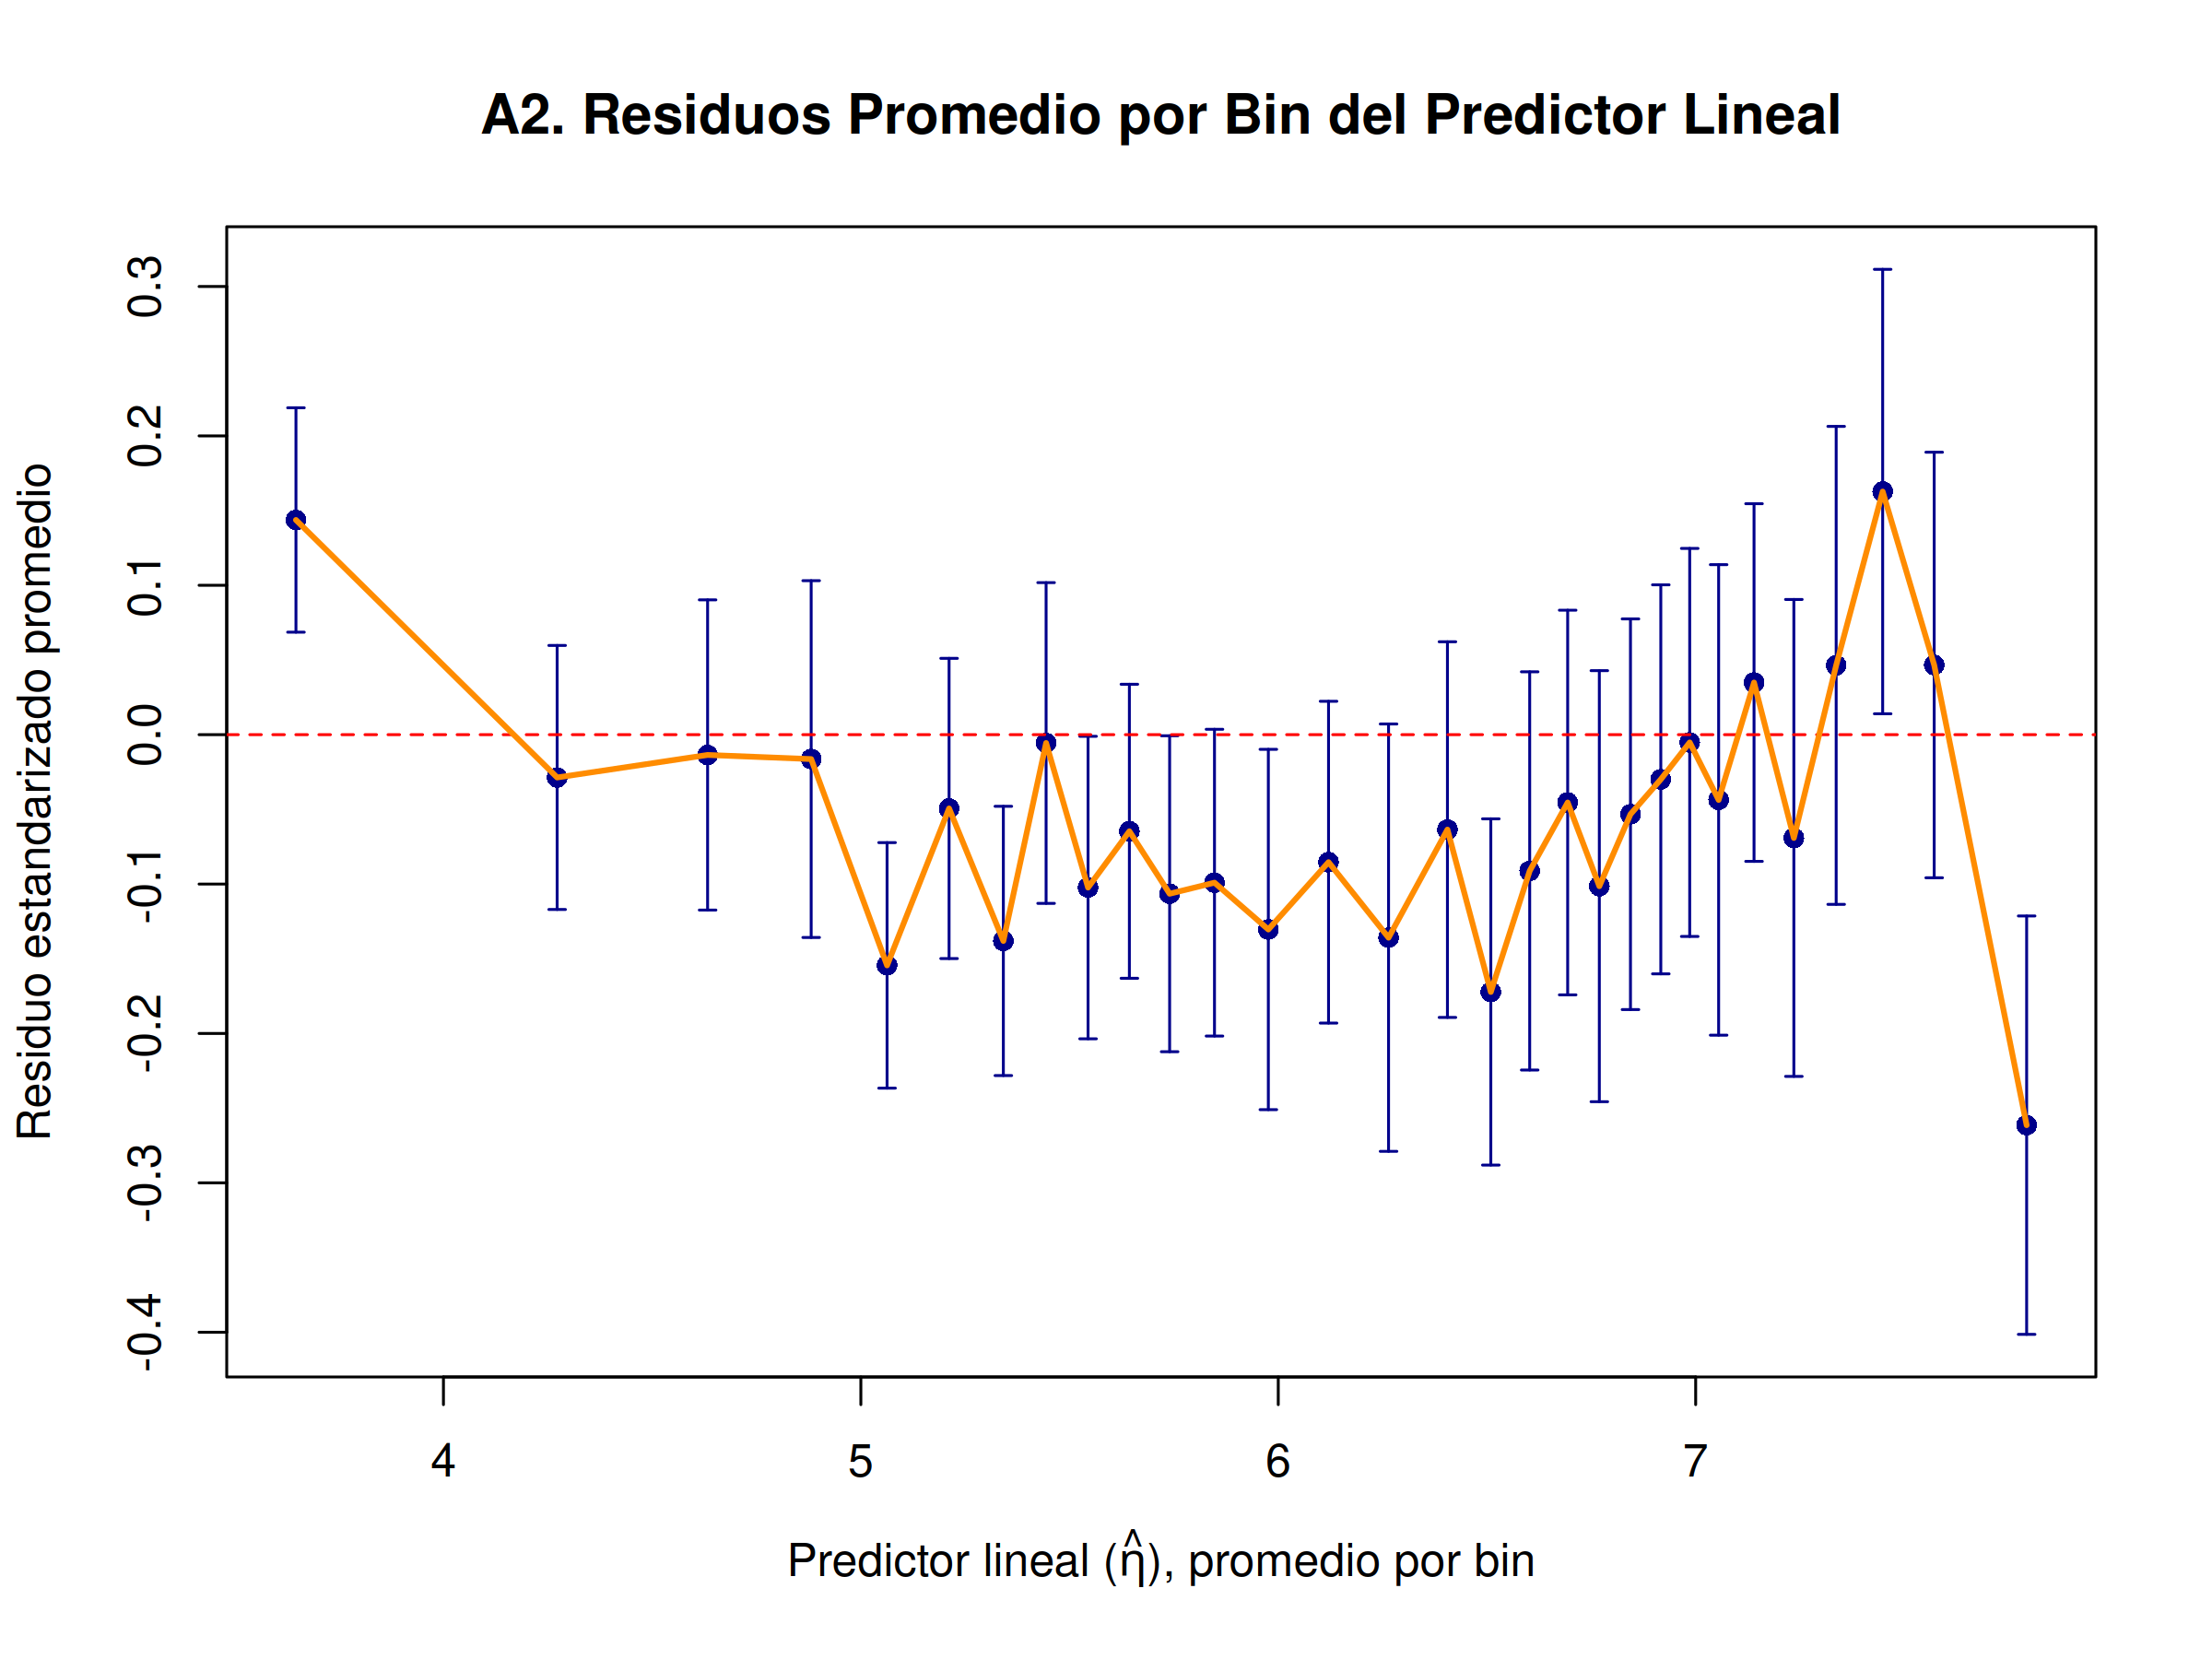 A2. Residuos Promedio por Bin del Predictor Lineal
Residuo estandarizado promedio
0.3
0.2
0.1
0.0
-0.1
-0.2
-0.3
-0.4
4 5 6 7
Predictor lineal (η̂), promedio por bin